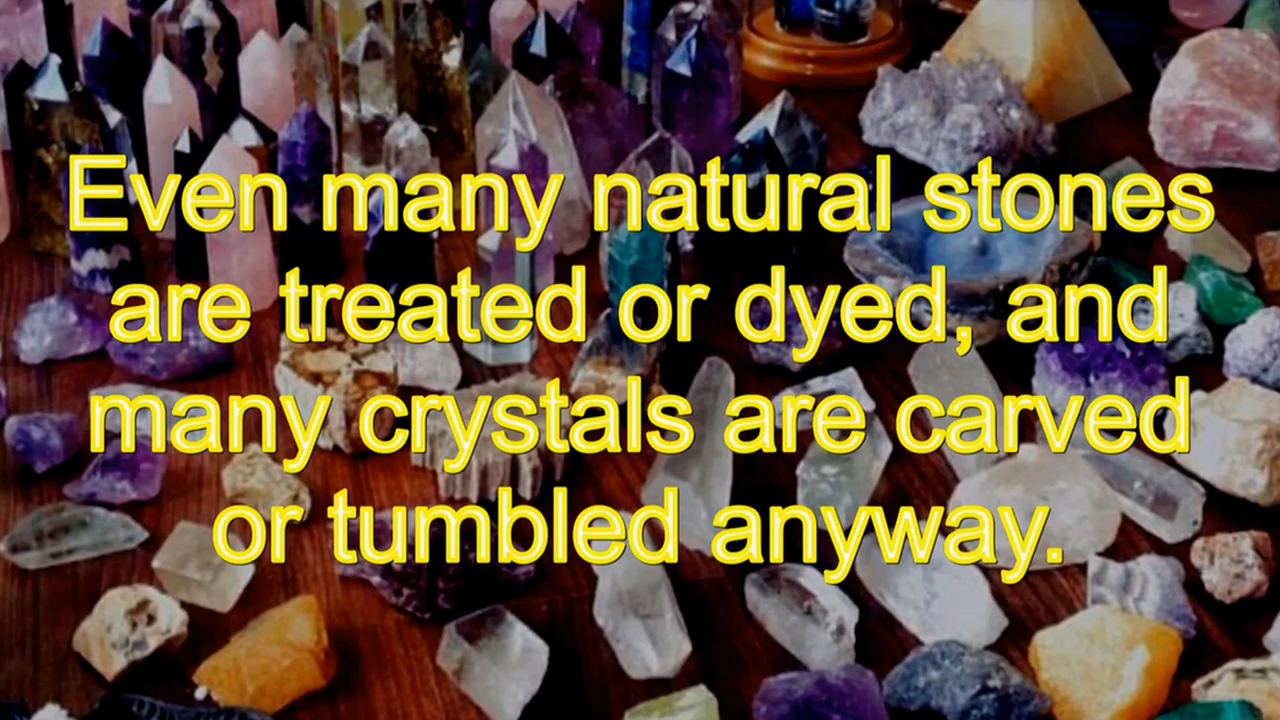 Even many natural stones
are treated or dyed, and
many crystals are carved
or tumbled anyway.